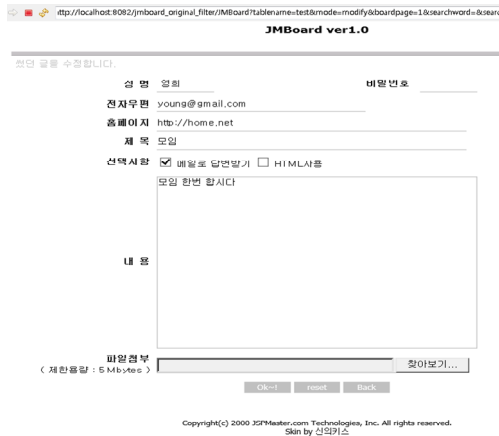 http://localhost:8082/jmboard_original_filter/JMBoard?tablename=test&mode=modify&boardpage=1&searchword=&searc
JMBoard ver1.0
썼던 글을 수정합니다.
성 명 영희 비밀번호
전자우편 young@gmail.com
홈페이지 http://home.net
제 목 모임
선택사항 메일로 답변받기 HTML사용
모임 한번 합시다
내 용
파일첨부
( 제한용량 : 5 Mbytes ) 찾아보기...
Ok~! reset Back
Copyright(c) 2000 JSPMaster.com Technologies, Inc. All rights reserved.
Skin by 신의키스